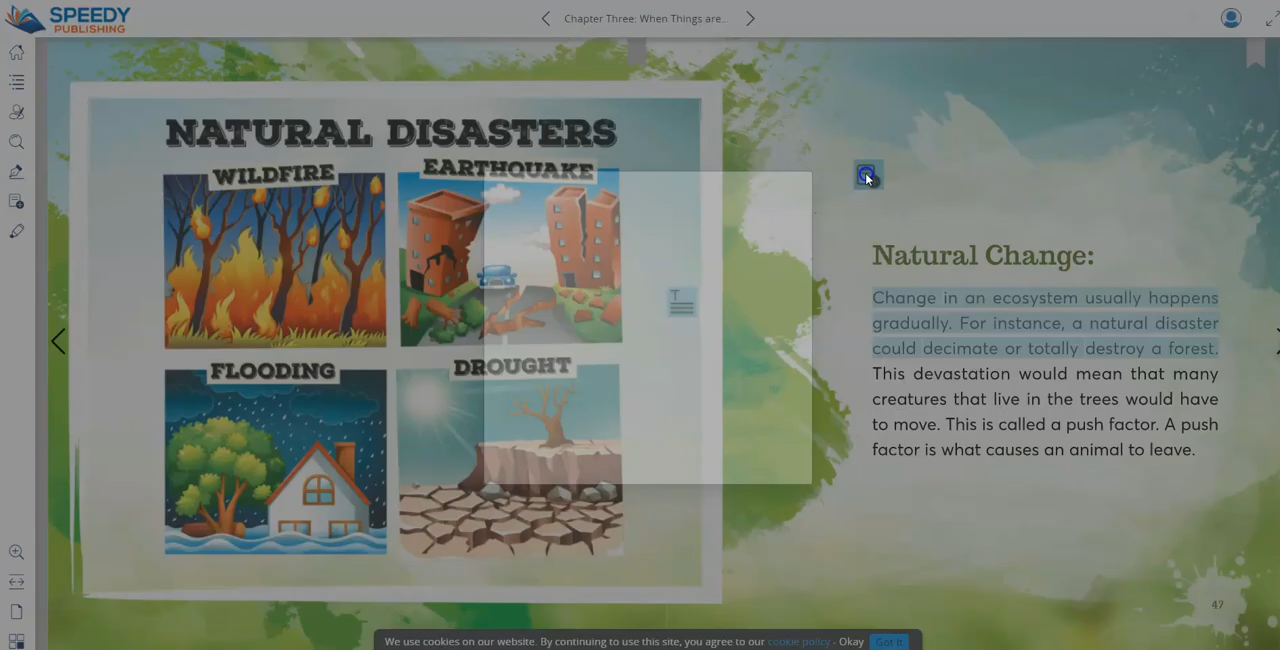 SPEEDY
PUBLISHING
Chapter Three: When Things are...
NATURAL DISASTERS
WILDFIRE
EARTHQUAKE
FLOODING
DROUGHT
T
Natural Change:
Change in an ecosystem usually happens
gradually. For instance, a natural disaster
could decimate or totally destroy a forest.
This devastation would mean that many
creatures that live in the trees would have
to move. This is called a push factor. A push
factor is what causes an animal to leave.
47
We use cookies on our website. By continuing to use this site, you agree to our cookie policy - Okay Got it